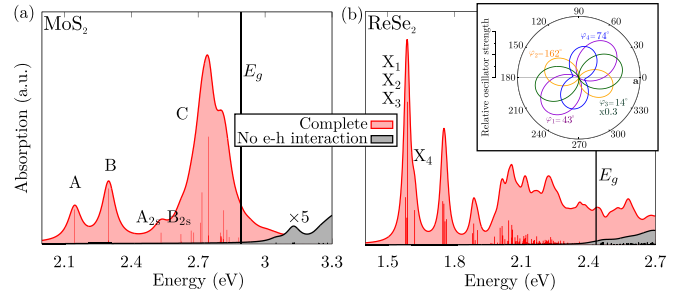 (a)
MoS₂
E_g
C
B
A
A₂ₛ B₂ₛ
×5
Absorption (a.u.)
2.1 2.4 2.7 3 3.3
Energy (eV)
Complete
No e-h interaction
(b)
ReSe₂
X₁
X₂
X₃
X₄
E_g
1.5 1.8 2.1 2.4 2.7
Energy (eV)
Relative oscillator strength
90
120 60
150 30
180 0
210 330
240 300
270
a
φ₄=74°
φ₂=162°
φ₃=14°
x0.3
φ₁=43°